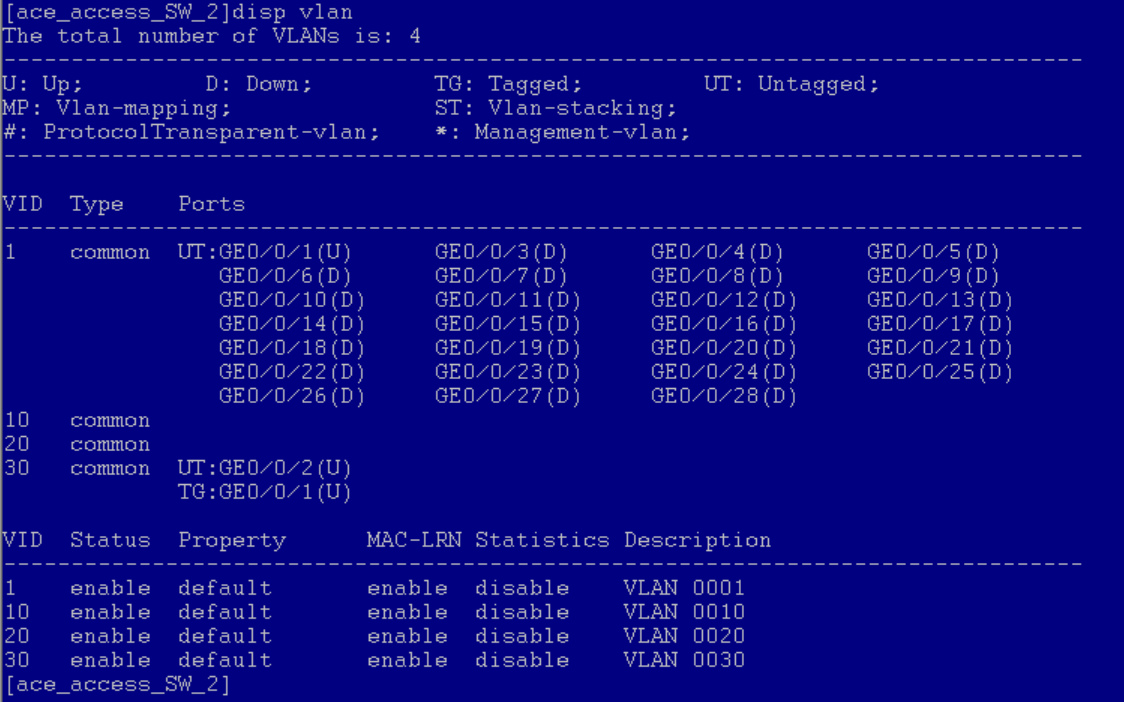 [ace_access_SW_2]disp vlan
The total number of VLANs is: 4
--------------------------------------------------------------------------------
U: Up;         D: Down;         TG: Tagged;         UT: Untagged;
MP: Vlan-mapping;               ST: Vlan-stacking;
#: ProtocolTransparent-vlan;    *: Management-vlan;
--------------------------------------------------------------------------------
VID  Type    Ports
--------------------------------------------------------------------------------
1    common  UT:GE0/0/1(U)      GE0/0/3(D)      GE0/0/4(D)      GE0/0/5(D)
                GE0/0/6(D)      GE0/0/7(D)      GE0/0/8(D)      GE0/0/9(D)
                GE0/0/10(D)     GE0/0/11(D)     GE0/0/12(D)     GE0/0/13(D)
                GE0/0/14(D)     GE0/0/15(D)     GE0/0/16(D)     GE0/0/17(D)
                GE0/0/18(D)     GE0/0/19(D)     GE0/0/20(D)     GE0/0/21(D)
                GE0/0/22(D)     GE0/0/23(D)     GE0/0/24(D)     GE0/0/25(D)
                GE0/0/26(D)     GE0/0/27(D)     GE0/0/28(D)
10   common
20   common
30   common  UT:GE0/0/2(U)
             TG:GE0/0/1(U)
VID  Status  Property      MAC-LRN Statistics Description
--------------------------------------------------------------------------------
1    enable  default       enable  disable    VLAN 0001
10   enable  default       enable  disable    VLAN 0010
20   enable  default       enable  disable    VLAN 0020
30   enable  default       enable  disable    VLAN 0030
[ace_access_SW_2]